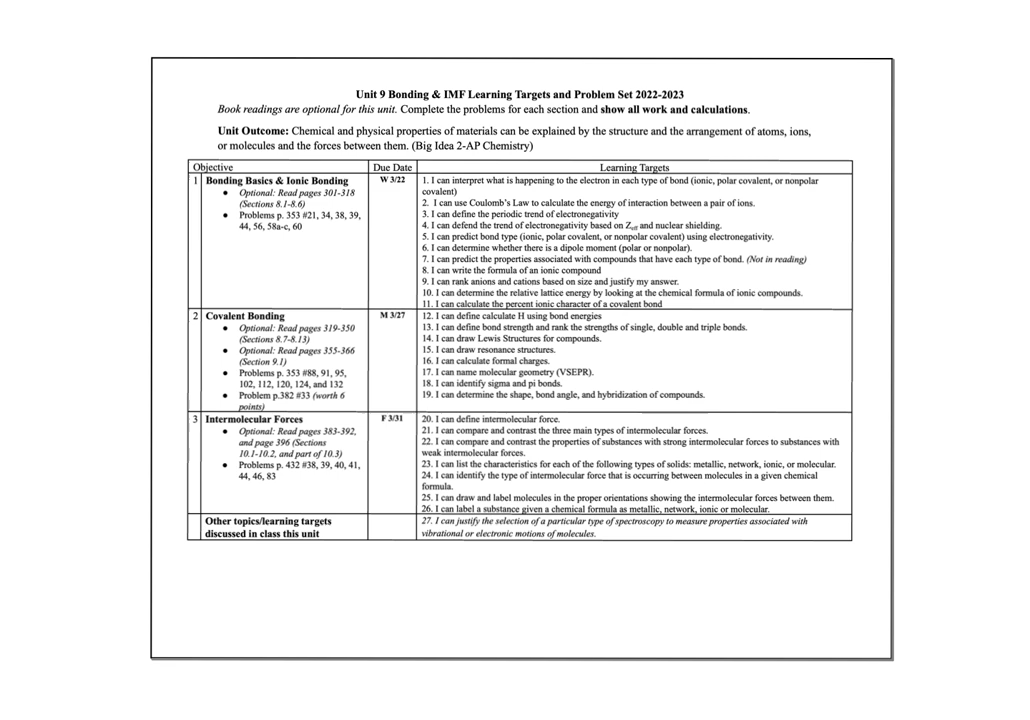 Unit 9 Bonding & IMF Learning Targets and Problem Set 2022-2023
Book readings are optional for this unit. Complete the problems for each section and show all work and calculations.
Unit Outcome: Chemical and physical properties of materials can be explained by the structure and the arrangement of atoms, ions,
or molecules and the forces between them. (Big Idea 2-AP Chemistry)
Objective Due Date Learning Targets
1 Bonding Basics & Ionic Bonding
• Optional: Read pages 301-318
(Sections 8.1-8.6)
• Problems p. 353 #21, 34, 38, 39,
44, 56, 58a-c, 60
W 3/22
1. I can interpret what is happening to the electron in each type of bond (ionic, polar covalent, or nonpolar
covalent)
2. I can use Coulomb's Law to calculate the energy of interaction between a pair of ions.
3. I can define the periodic trend of electronegativity
4. I can defend the trend of electronegativity based on Zeff and nuclear shielding.
5. I can predict bond type (ionic, polar covalent, or nonpolar covalent) using electronegativity.
6. I can determine whether there is a dipole moment (polar or nonpolar).
7. I can predict the properties associated with compounds that have each type of bond. (Not in reading)
8. I can write the formula of an ionic compound
9. I can rank anions and cations based on size and justify my answer.
10. I can determine the relative lattice energy by looking at the chemical formula of ionic compounds.
11. I can calculate the percent ionic character of a covalent bond
2 Covalent Bonding
• Optional: Read pages 319-350
(Sections 8.7-8.13)
• Optional: Read pages 355-366
(Section 9.1)
• Problems p. 353 #88, 91, 95,
102, 112, 120, 124, and 132
• Problem p.382 #33 (worth 6
points)
M 3/27
12. I can define calculate H using bond energies
13. I can define bond strength and rank the strengths of single, double and triple bonds.
14. I can draw Lewis Structures for compounds.
15. I can draw resonance structures.
16. I can calculate formal charges.
17. I can name molecular geometry (VSEPR).
18. I can identify sigma and pi bonds.
19. I can determine the shape, bond angle, and hybridization of compounds.
3 Intermolecular Forces
• Optional: Read pages 383-392,
and page 396 (Sections
10.1-10.2, and part of 10.3)
• Problems p. 432 #38, 39, 40, 41,
44, 46, 83
F 3/31
20. I can define intermolecular force.
21. I can compare and contrast the three main types of intermolecular forces.
22. I can compare and contrast the properties of substances with strong intermolecular forces to substances with
weak intermolecular forces.
23. I can list the characteristics for each of the following types of solids: metallic, network, ionic, or molecular.
24. I can identify the type of intermolecular force that is occurring between molecules in a given chemical
formula.
25. I can draw and label molecules in the proper orientations showing the intermolecular forces between them.
26. I can label a substance given a chemical formula as metallic, network, ionic or molecular.
Other topics/learning targets
discussed in class this unit
27. I can justify the selection of a particular type of spectroscopy to measure properties associated with
vibrational or electronic motions of molecules.